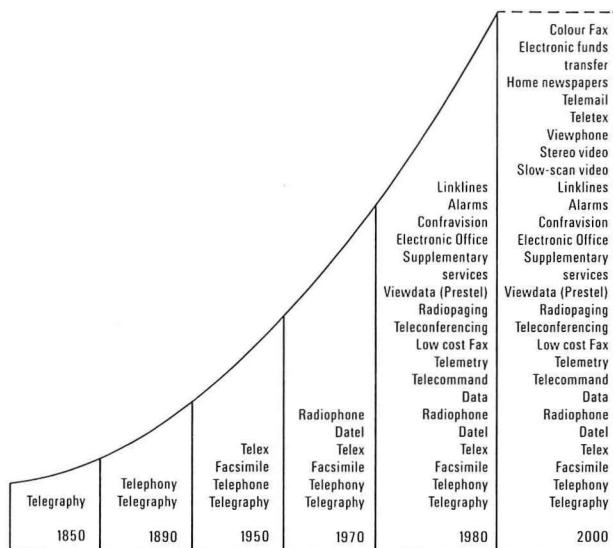 Telegraphy
1850
Telephony
Telegraphy
1890
Telex
Facsimile
Telephone
Telegraphy
1950
Radiophone
Datel
Telex
Facsimile
Telephony
Telegraphy
1970
Linklines
Alarms
Confravision
Electronic Office
Supplementary
services
Viewdata (Prestel)
Radiopaging
Teleconferencing
Low cost Fax
Telemetry
Telecommand
Data
Radiophone
Datel
Telex
Facsimile
Telephony
Telegraphy
1980
Colour Fax
Electronic funds
transfer
Home newspapers
Telemail
Teletex
Viewphone
Stereo video
Slow-scan video
Linklines
Alarms
Confravision
Electronic Office
Supplementary
services
Viewdata (Prestel)
Radiopaging
Teleconferencing
Low cost Fax
Telemetry
Telecommand
Data
Radiophone
Datel
Telex
Facsimile
Telephony
Telegraphy
2000